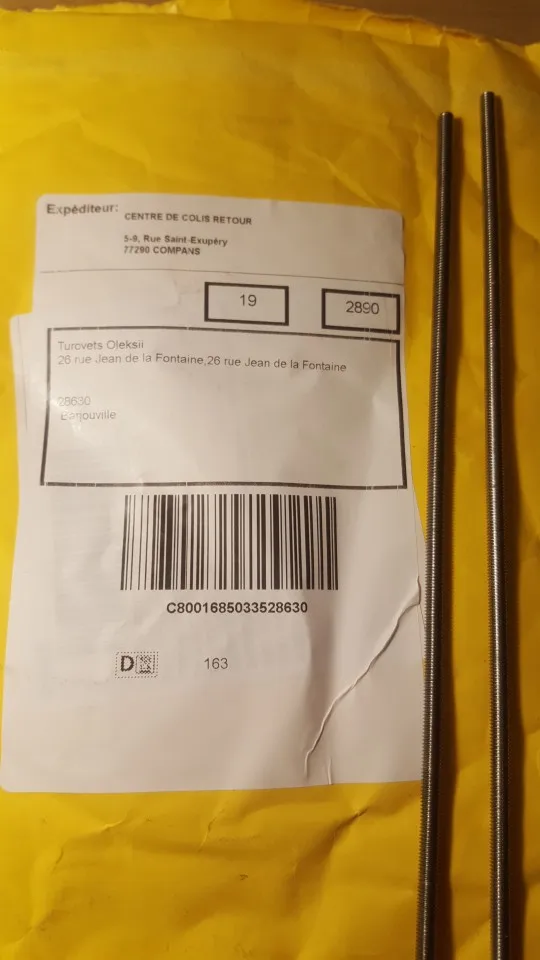 Expéditeur:
CENTRE DE COLIS RETOUR
5-9, Rue Saint-Exupéry
77290 COMPANS
19
2890
Turovets Oleksii
26 rue Jean de la Fontaine,26 rue Jean de la Fontaine
28630
Barjouville
C8001685033528630
D
163